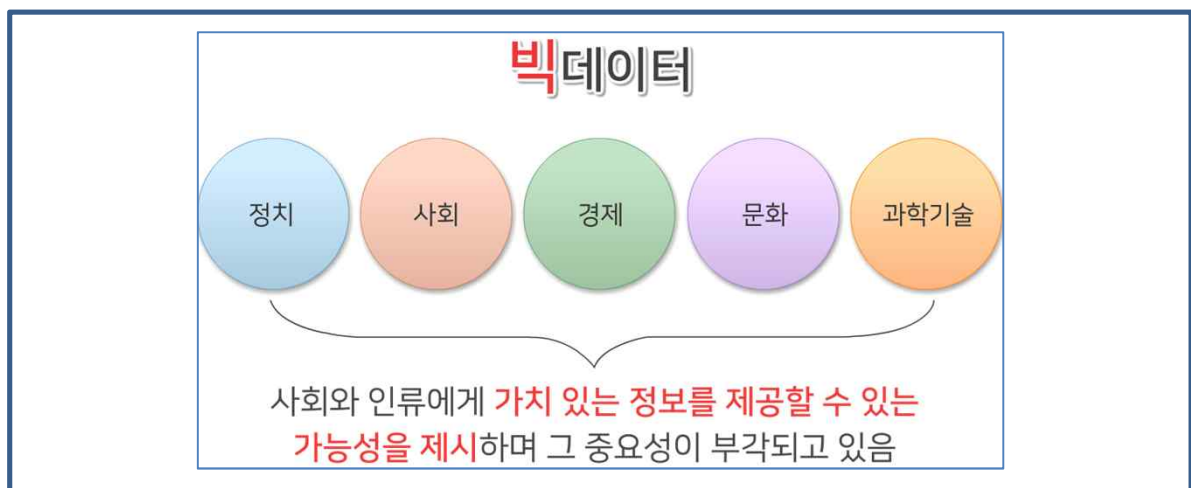 빅데이터
정치 사회 경제 문화 과학기술
사회와 인류에게 가치 있는 정보를 제공할 수 있는
가능성을 제시하며 그 중요성이 부각되고 있음